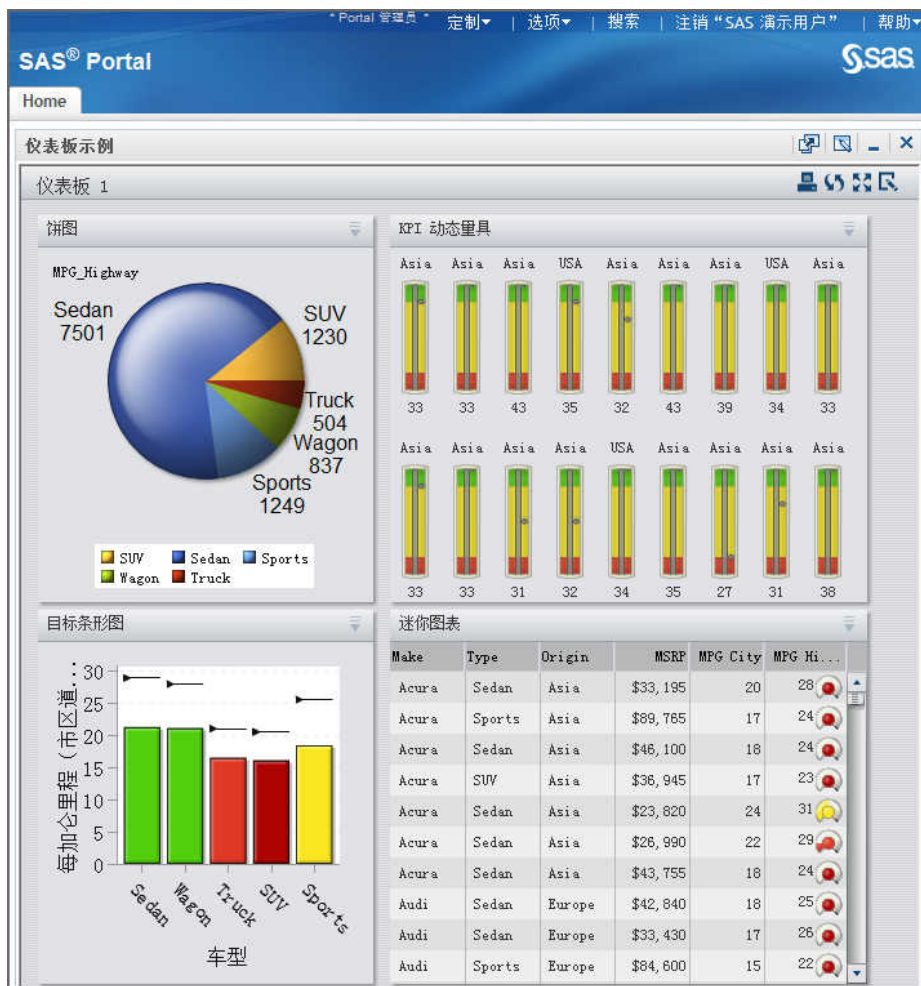 * Portal 管理员 * 定制 | 选项 | 搜索 | 注销“SAS 演示用户” | 帮助
SAS® Portal
sas
Home
仪表板示例
仪表板 1
饼图
MPG_Highway
Sedan
7501
SUV
1230
Truck
504
Wagon
837
Sports
1249
SUV Sedan Sports
Wagon Truck
KPI 动态量具
Asia Asia Asia USA Asia Asia Asia USA Asia
33 33 43 35 32 43 39 34 33
Asia Asia Asia Asia USA Asia Asia Asia Asia
33 33 31 32 34 35 27 31 38
目标条形图
每加仑里程（市区道...
30
25
20
15
10
5
0
Sedan Wagon Truck SUV Sports
车型
迷你图表
Make Type Origin MSRP MPG City MPG Hi...
Acura Sedan Asia $33,195 20 28
Acura Sports Asia $89,765 17 24
Acura Sedan Asia $46,100 18 24
Acura SUV Asia $36,945 17 23
Acura Sedan Asia $23,820 24 31
Acura Sedan Asia $26,990 22 29
Acura Sedan Asia $43,755 18 24
Audi Sedan Europe $42,840 18 25
Audi Sedan Europe $33,430 17 26
Audi Sports Europe $84,600 15 22